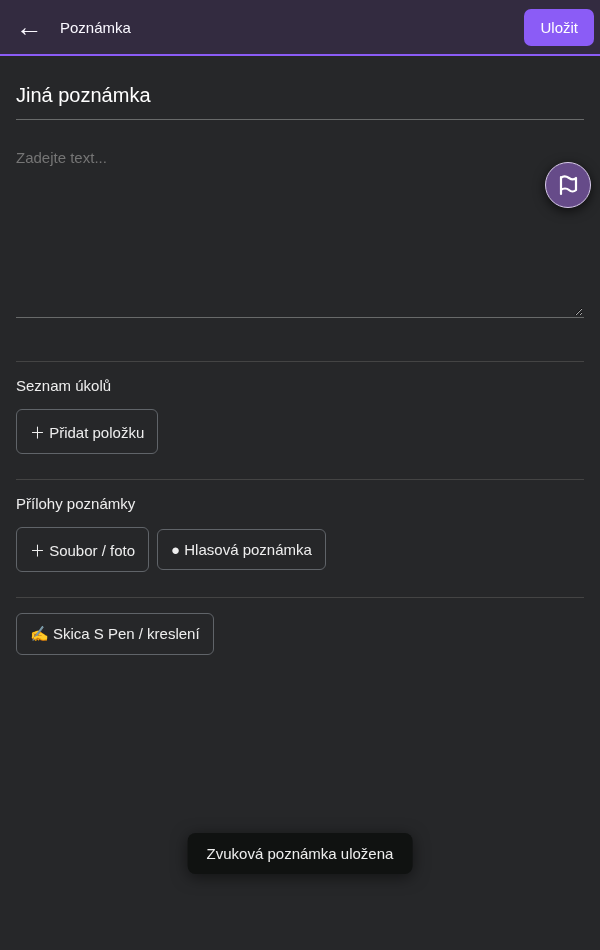 ← Poznámka
Uložit
Jiná poznámka
Zadejte text...
Seznam úkolů
＋ Přidat položku
Přílohy poznámky
＋ Soubor / foto
● Hlasová poznámka
✍ Skica S Pen / kreslení
Zvuková poznámka uložena